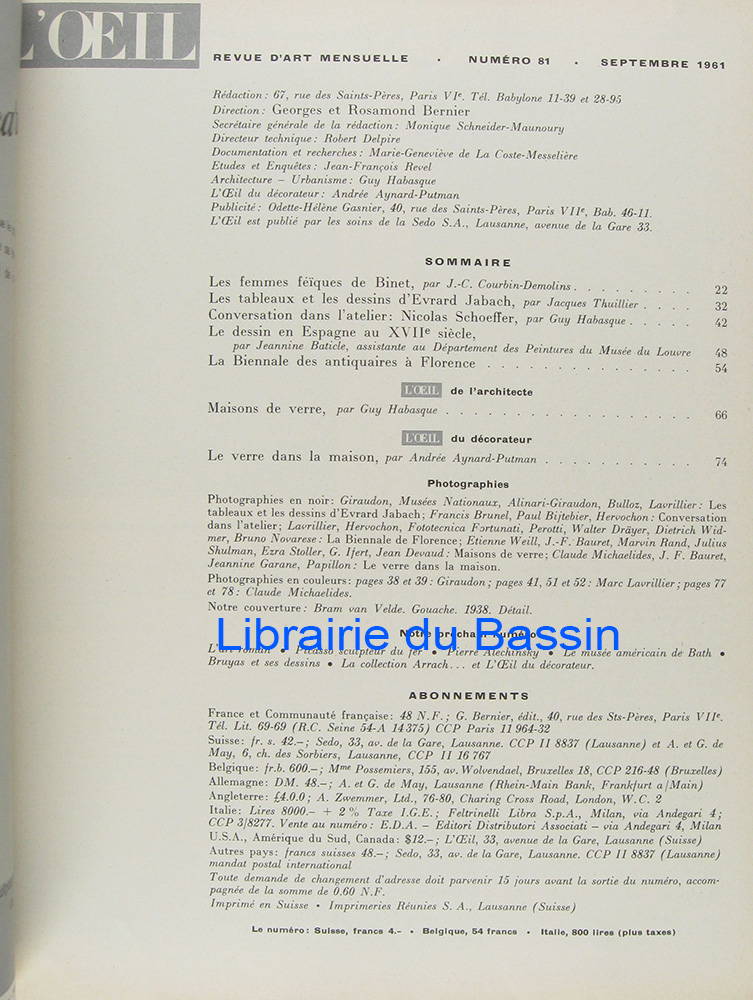 L'ŒIL
REVUE D'ART MENSUELLE · NUMÉRO 81 · SEPTEMBRE 1961
Rédaction: 67, rue des Saints-Pères, Paris VIe. Tél. Babylone 11-39 et 28-95
Direction: Georges et Rosamond Bernier
Secrétaire générale de la rédaction: Monique Schneider-Maunoury
Directeur technique: Robert Delpire
Documentation et recherches: Marie-Geneviève de La Coste-Messelière
Etudes et Enquêtes: Jean-François Revel
Architecture – Urbanisme: Guy Habasque
L'Œil du décorateur: Andrée Aynard-Putman
Publicité: Odette-Hélène Gasnier, 40, rue des Saints-Pères, Paris VIIe, Bab. 46-11.
L'Œil est publié par les soins de la Sedo S.A., Lausanne, avenue de la Gare 33.
SOMMAIRE
Les femmes féïques de Binet, par J.-C. Courbin-Demolins . . . . . . . . . 22
Les tableaux et les dessins d'Evrard Jabach, par Jacques Thuillier . . . . 32
Conversation dans l'atelier: Nicolas Schoeffer, par Guy Habasque . . . . . 42
Le dessin en Espagne au XVIIe siècle,
par Jeannine Baticle, assistante au Département des Peintures du Musée du Louvre 48
La Biennale des antiquaires à Florence . . . . . . . . . . . . . . . 54
L'ŒIL de l'architecte
Maisons de verre, par Guy Habasque . . . . . . . . . . . . . . . . . . 66
L'ŒIL du décorateur
Le verre dans la maison, par Andrée Aynard-Putman . . . . . . . . . . . 74
Photographies
Photographies en noir: Giraudon, Musées Nationaux, Alinari-Giraudon, Bulloz, Lavrillier: Les
tableaux et les dessins d'Evrard Jabach; Francis Brunel, Paul Bijtebier, Hervochon: Conversation
dans l'atelier; Lavrillier, Hervochon, Fototecnica Fortunati, Perotti, Walter Dräyer, Dietrich Wid-
mer, Bruno Novarese: La Biennale de Florence; Etienne Weill, J.-F. Bauret, Marvin Rand, Julius
Shulman, Ezra Stoller, G. Ifert, Jean Devaud: Maisons de verre; Claude Michaelides, J. F. Bauret,
Jeannine Garane, Papillon: Le verre dans la maison.
Photographies en couleurs: pages 38 et 39: Giraudon; pages 41, 51 et 52: Marc Lavrillier; pages 77
et 78: Claude Michaelides.
Notre couverture: Bram van Velde. Gouache. 1938. Détail.
Librairie du Bassin
Notre prochain numéro
L'art roman • Picasso sculpteur du fer • Pierre Alechinsky • Le musée américain de Bath •
Bruyas et ses dessins • La collection Arrach... et L'Œil du décorateur.
ABONNEMENTS
France et Communauté française: 48 N.F.; G. Bernier, édit., 40, rue des Sts-Pères, Paris VIIe.
Tél. Lit. 69-69 (R.C. Seine 54-A 14375) CCP Paris 11 964-32
Suisse: fr. s. 42.–; Sedo, 33, av. de la Gare, Lausanne. CCP II 8837 (Lausanne) et A. et G. de
May, 6, ch. des Sorbiers, Lausanne, CCP II 16 767
Belgique: fr.b. 600.–; Mme Possemiers, 155, av. Wolvendael, Bruxelles 18, CCP 216-48 (Bruxelles)
Allemagne: DM. 48.–; A. et G. de May, Lausanne (Rhein-Main Bank, Frankfurt a/Main)
Angleterre: £4.0.0; A. Zwemmer, Ltd., 76-80, Charing Cross Road, London, W.C. 2
Italie: Lires 8000.– + 2 % Taxe I.G.E.; Feltrinelli Libra S.p.A., Milan, via Andegari 4;
CCP 3/8277. Vente au numéro: E.D.A. – Editori Distributori Associati – via Andegari 4, Milan
U.S.A., Amérique du Sud, Canada: $12.–; L'Œil, 33, avenue de la Gare, Lausanne (Suisse)
Autres pays: francs suisses 48.–; Sedo, 33, av. de la Gare, Lausanne. CCP II 8837 (Lausanne)
mandat postal international
Toute demande de changement d'adresse doit parvenir 15 jours avant la sortie du numéro, accom-
pagnée de la somme de 0.60 N.F.
Imprimé en Suisse • Imprimeries Réunies S. A., Lausanne (Suisse)
Le numéro: Suisse, francs 4.- • Belgique, 54 francs • Italie, 800 lires (plus taxes)